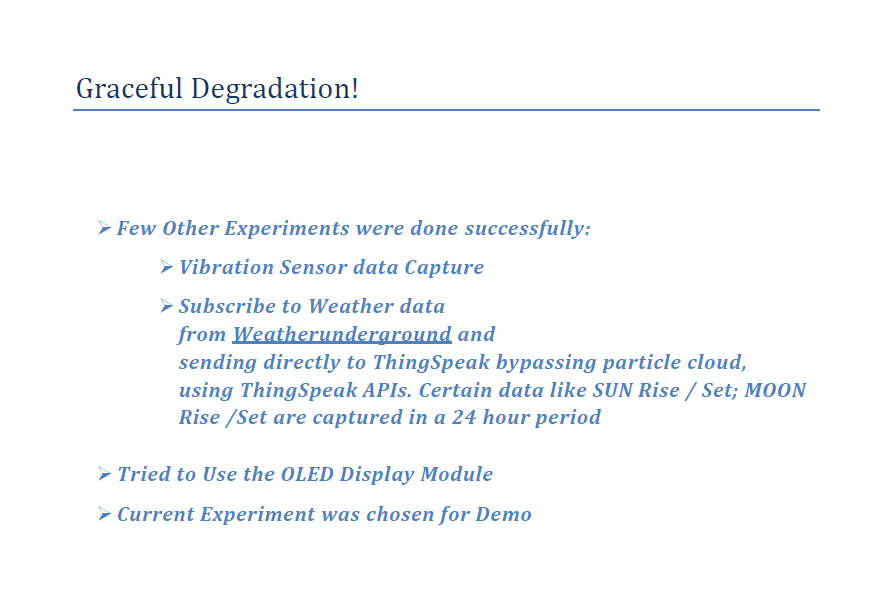 Graceful Degradation!
➢ Few Other Experiments were done successfully:
➢ Vibration Sensor data Capture
➢ Subscribe to Weather data
from Weatherunderground and
sending directly to ThingSpeak bypassing particle cloud,
using ThingSpeak APIs. Certain data like SUN Rise / Set; MOON
Rise /Set are captured in a 24 hour period
➢ Tried to Use the OLED Display Module
➢ Current Experiment was chosen for Demo